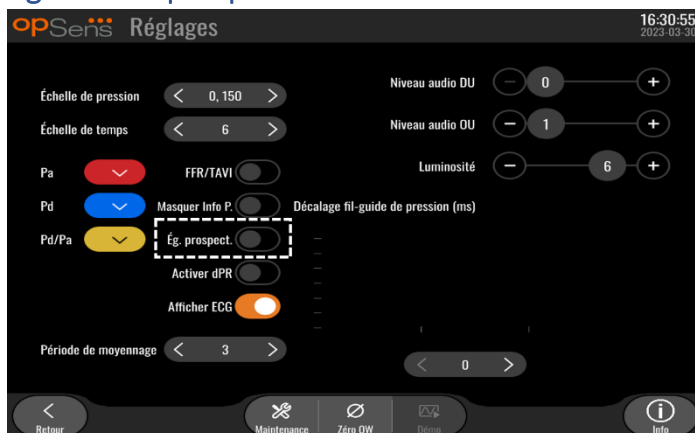 opSens Réglages
16:30:55
2023-03-30
Échelle de pression < 0, 150 >
Échelle de temps < 6 >
Niveau audio DU − 0 +
Niveau audio OU − 1 +
Luminosité − 6 +
Pa
FFR/TAVI
Pd
Masquer Info P.
Décalage fil-guide de pression (ms)
Pd/Pa
Ég. prospect.
Activer dPR
Afficher ECG
Période de moyennage < 3 >
< 0 >
Retour
Maintenance
Zéro OW
Démo
Info